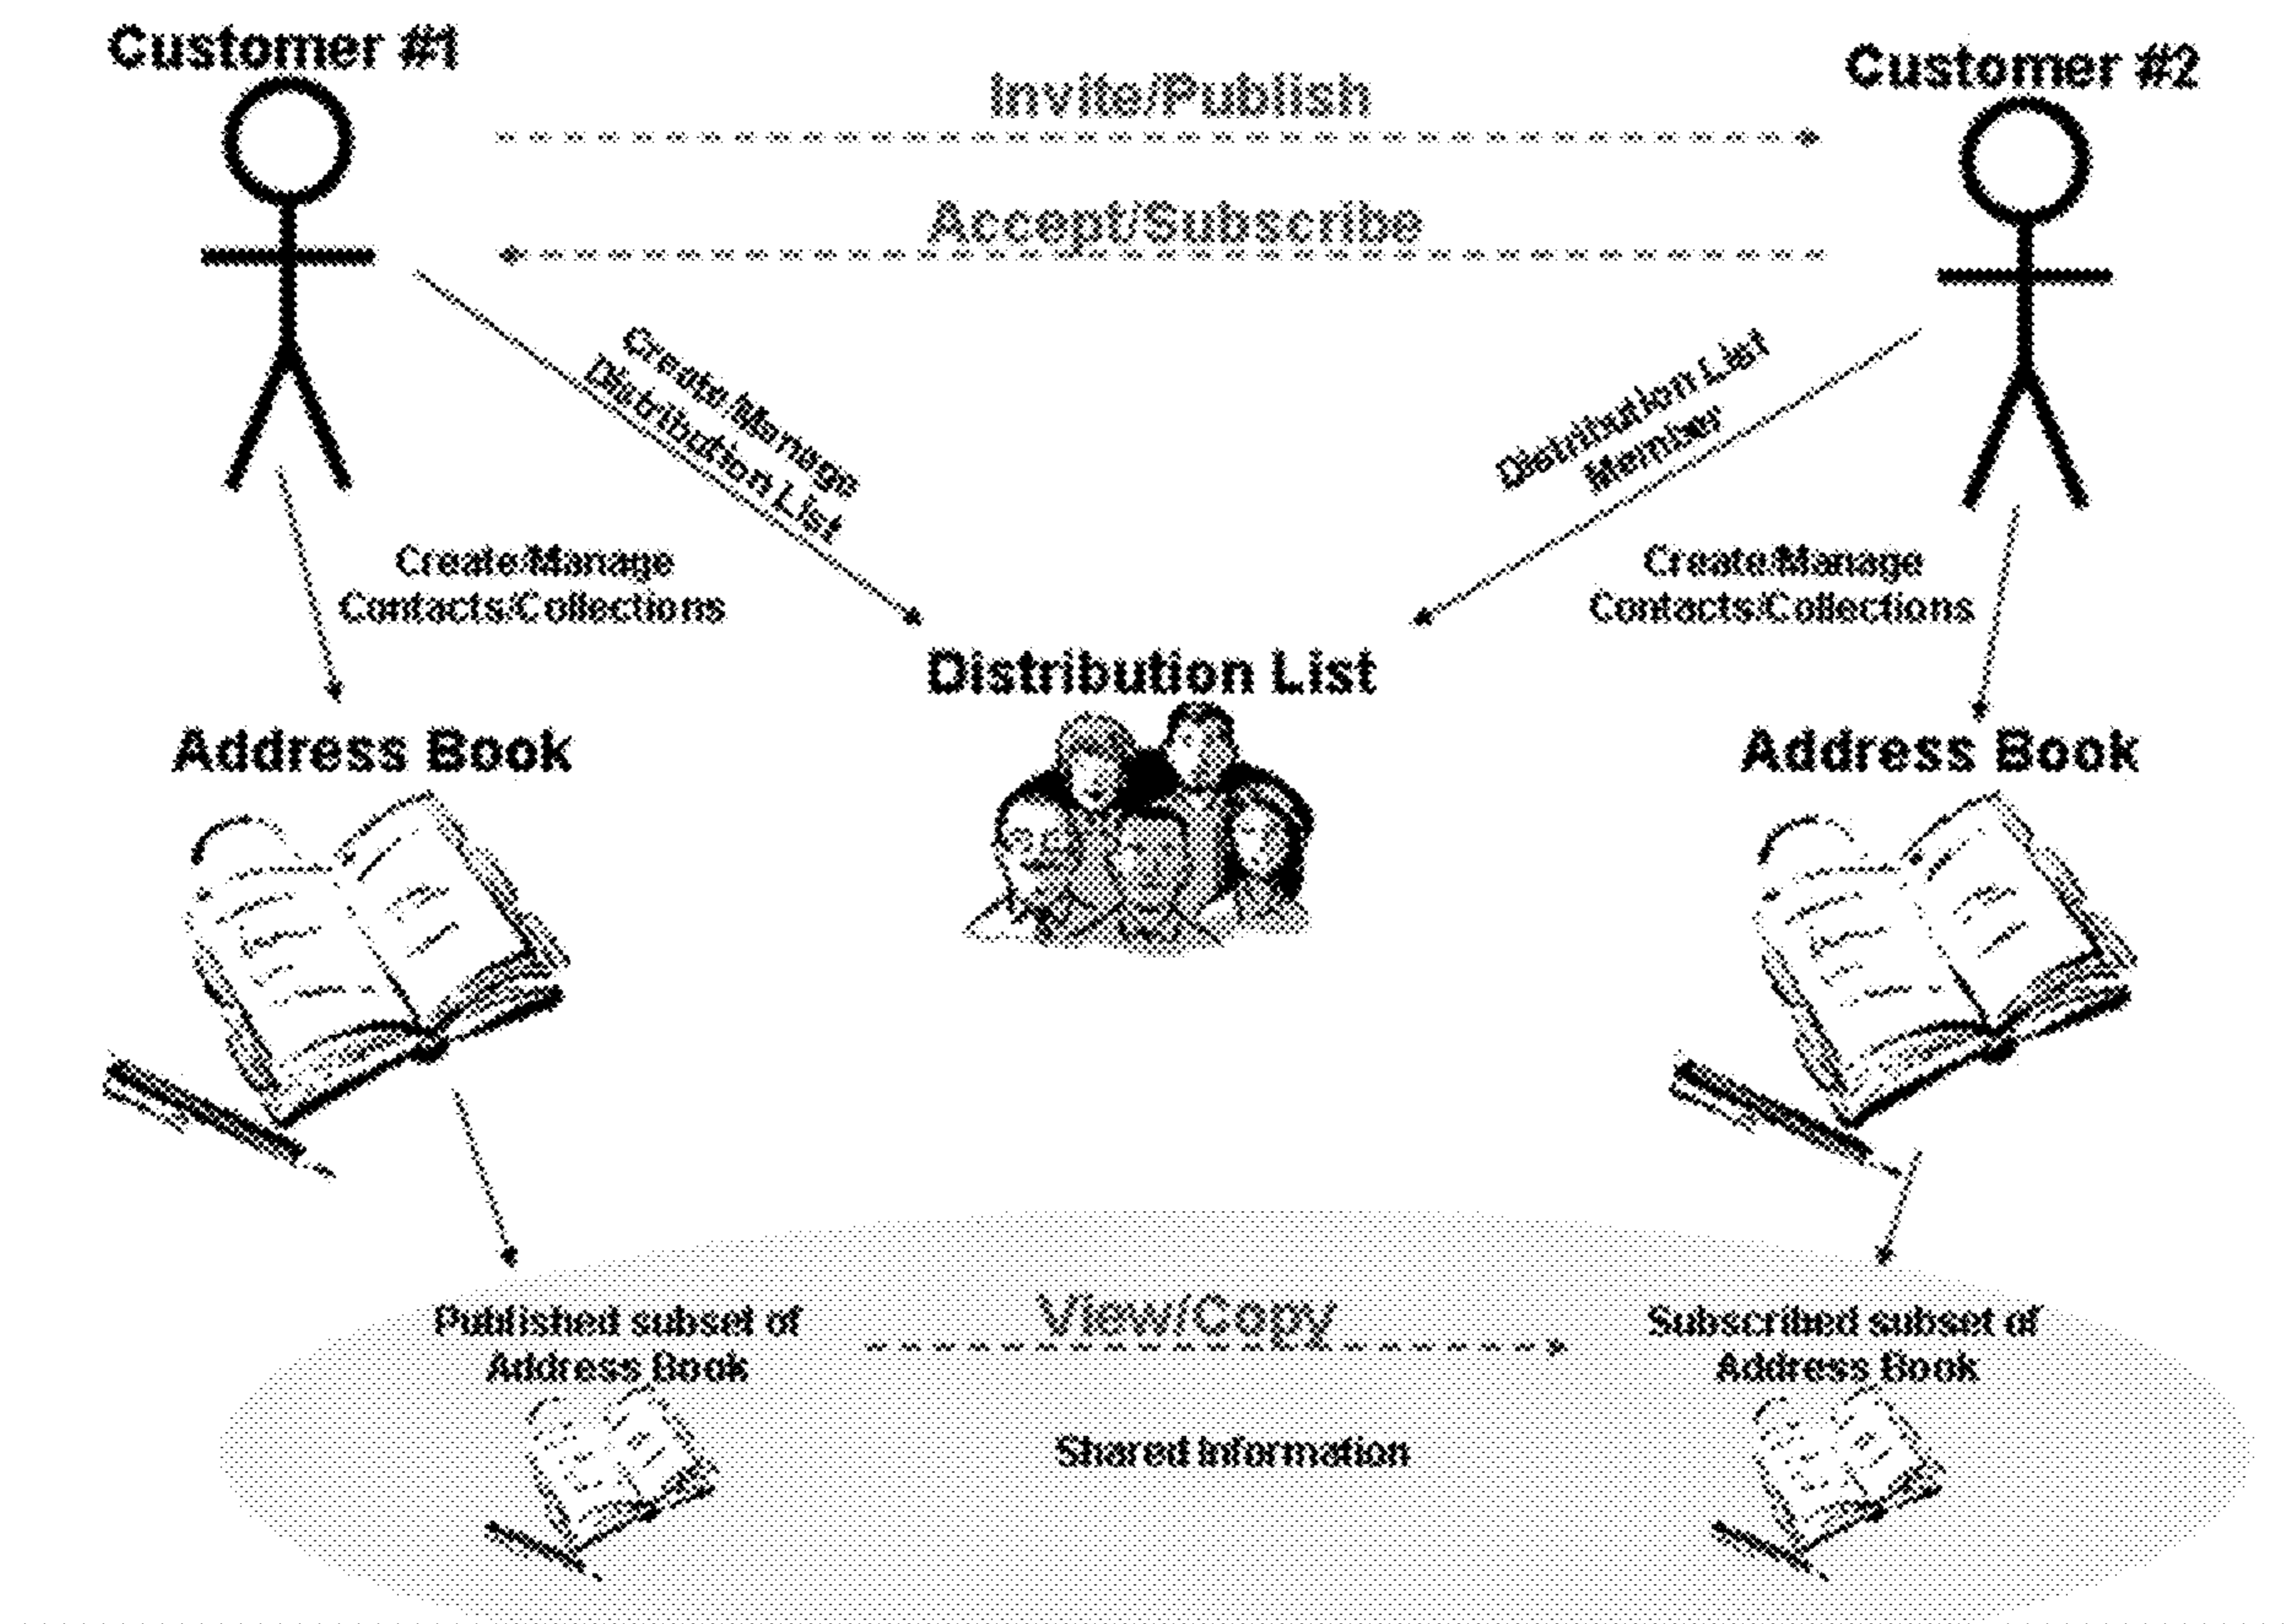 Customer #1
Customer #2
Invite/Publish
Accept/Subscribe
Create/Manage
Distribution List
Distribution List
Member
Create/Manage
Contacts/Collections
Create/Manage
Contacts/Collections
Distribution List
Address Book
Address Book
Published subset of
Address Book
View/Copy
Subscribed subset of
Address Book
Shared Information